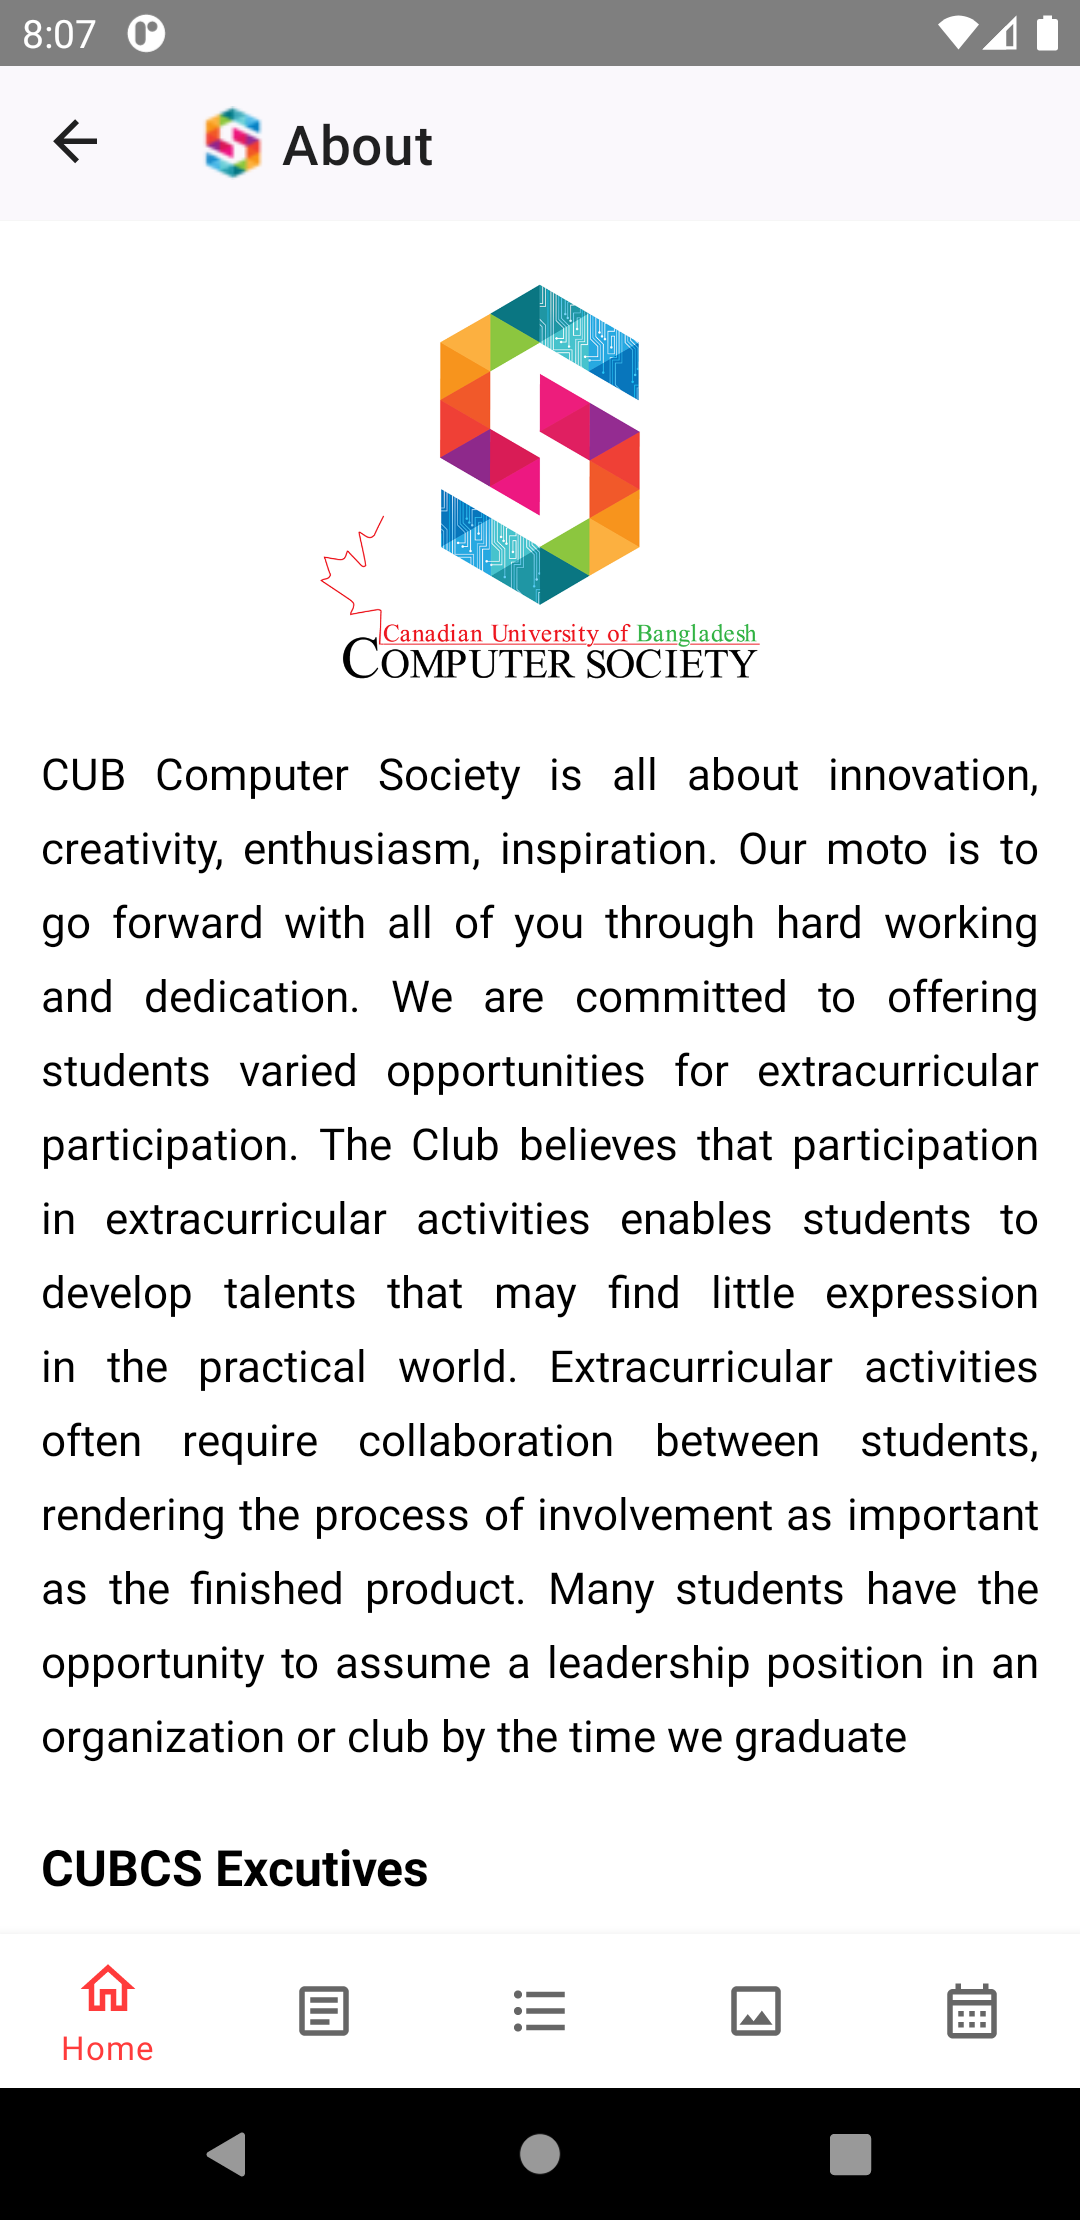 8:07
About
Canadian University of Bangladesh
COMPUTER SOCIETY
CUB Computer Society is all about innovation,
creativity, enthusiasm, inspiration. Our moto is to
go forward with all of you through hard working
and dedication. We are committed to offering
students varied opportunities for extracurricular
participation. The Club believes that participation
in extracurricular activities enables students to
develop talents that may find little expression
in the practical world. Extracurricular activities
often require collaboration between students,
rendering the process of involvement as important
as the finished product. Many students have the
opportunity to assume a leadership position in an
organization or club by the time we graduate
CUBCS Excutives
Home